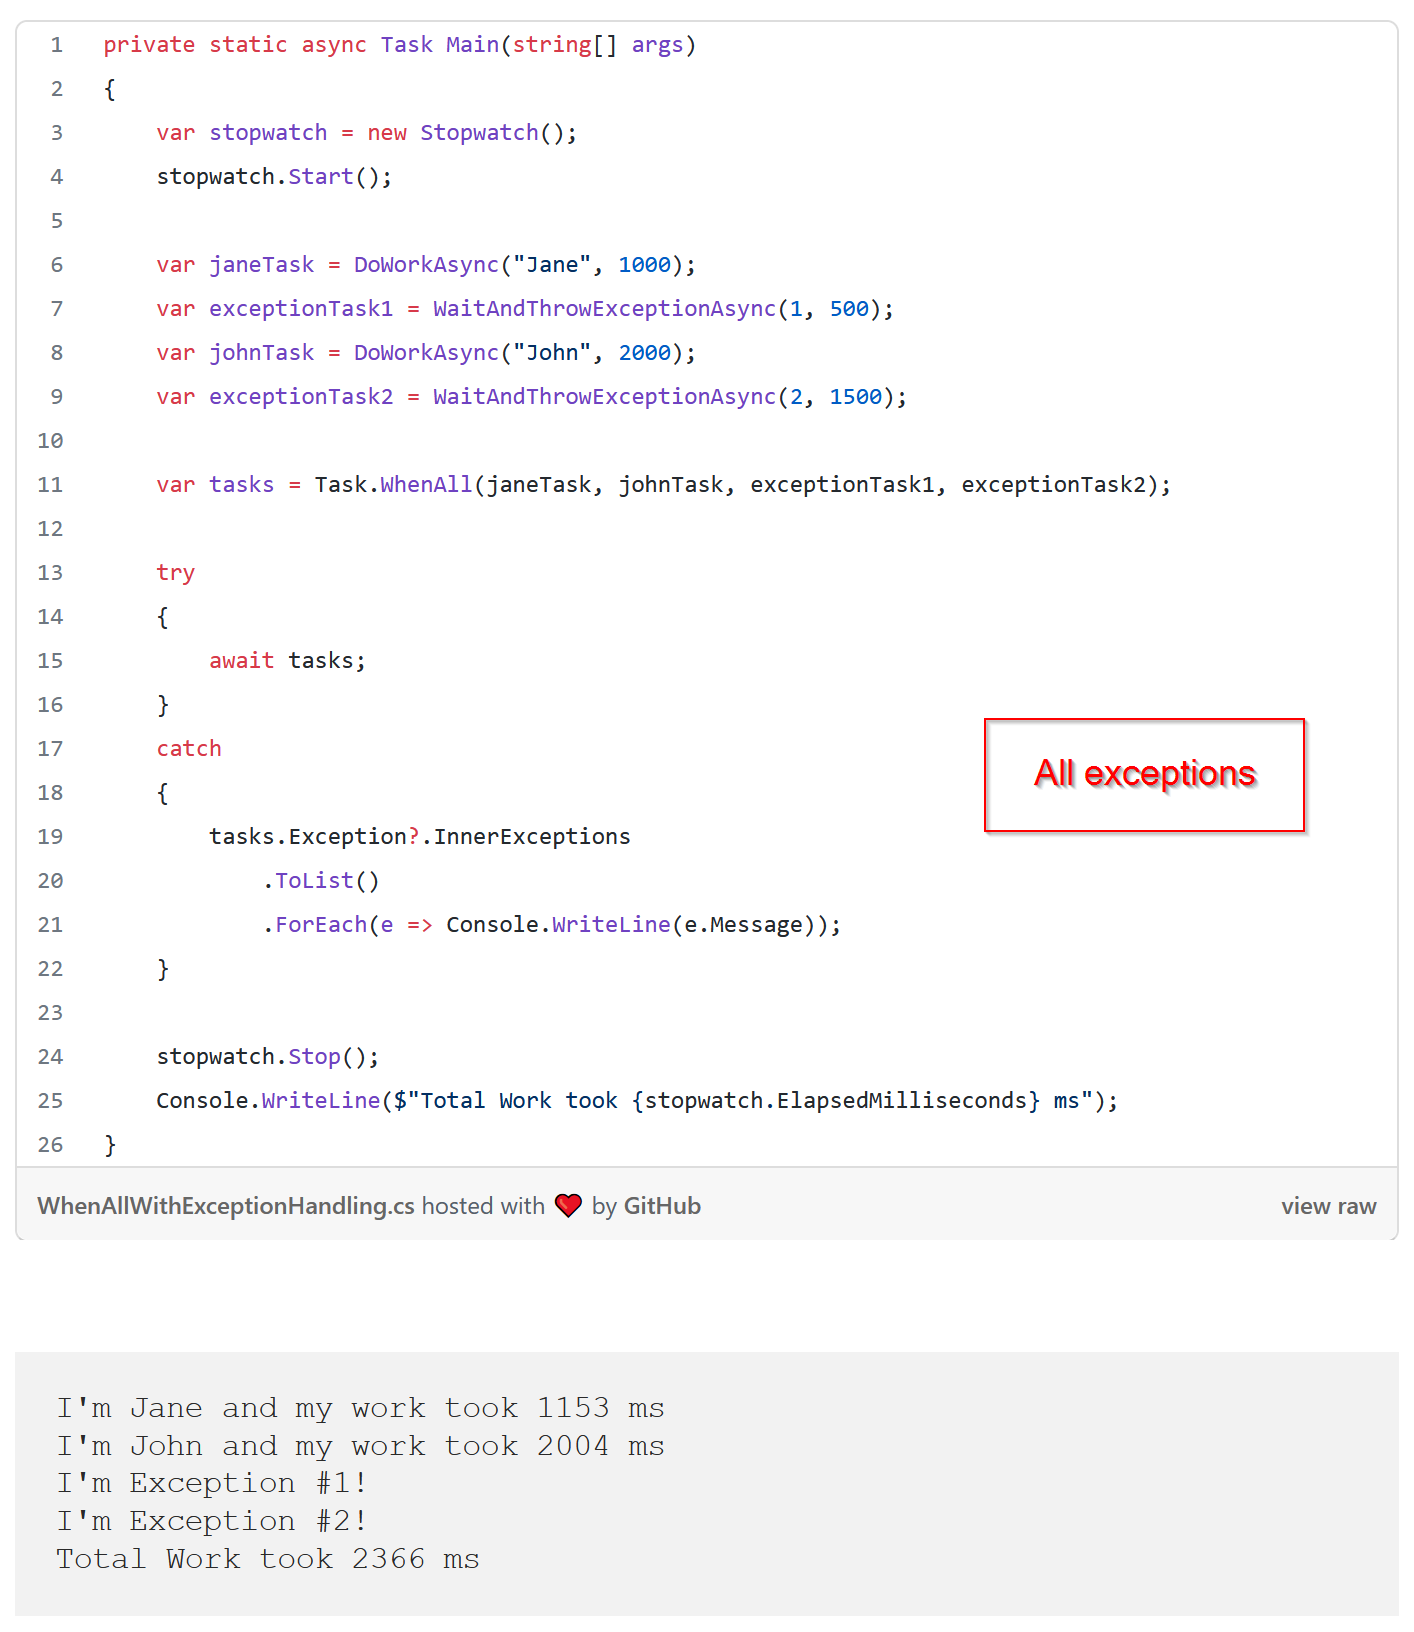 1 private static async Task Main(string[] args)
2 {
3 var stopwatch = new Stopwatch();
4 stopwatch.Start();
5
6 var janeTask = DoWorkAsync("Jane", 1000);
7 var exceptionTask1 = WaitAndThrowExceptionAsync(1, 500);
8 var johnTask = DoWorkAsync("John", 2000);
9 var exceptionTask2 = WaitAndThrowExceptionAsync(2, 1500);
10
11 var tasks = Task.WhenAll(janeTask, johnTask, exceptionTask1, exceptionTask2);
12
13 try
14 {
15 await tasks;
16 }
17 catch
All exceptions
18 {
19 tasks.Exception?.InnerExceptions
20 .ToList()
21 .ForEach(e => Console.WriteLine(e.Message));
22 }
23
24 stopwatch.Stop();
25 Console.WriteLine($"Total Work took {stopwatch.ElapsedMilliseconds} ms");
26 }
WhenAllWithExceptionHandling.cs hosted with ❤ by GitHub view raw
I'm Jane and my work took 1153 ms
I'm John and my work took 2004 ms
I'm Exception #1!
I'm Exception #2!
Total Work took 2366 ms